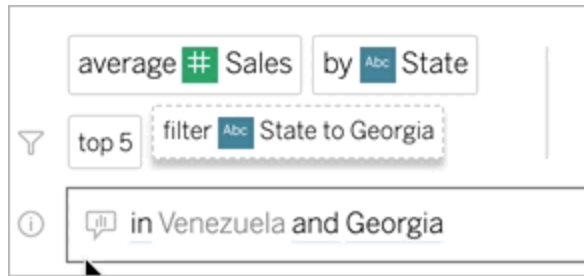 average # Sales by Abc State
top 5 filter Abc State to Georgia
in Venezuela and Georgia